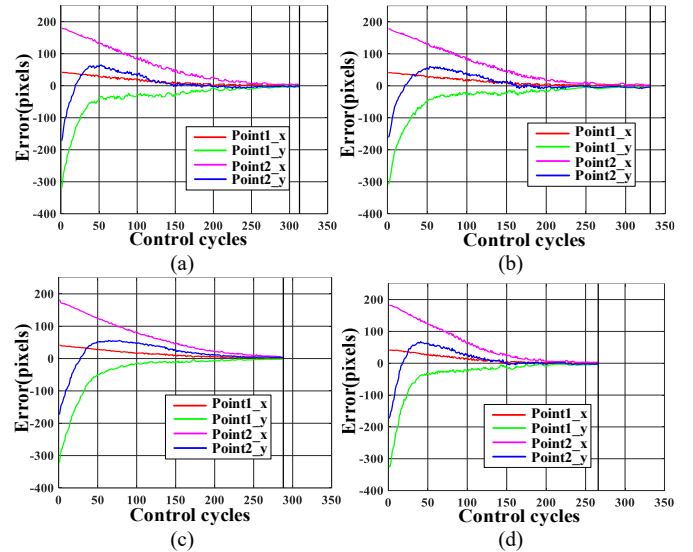 200
100
0
-100
-200
-300
-400
Error(pixels)
Point1_x
Point1_y
Point2_x
Point2_y
0 50 100 150 200 250 300 350
Control cycles
(a)
200
100
0
-100
-200
-300
-400
Error(pixels)
Point1_x
Point1_y
Point2_x
Point2_y
0 50 100 150 200 250 300 350
Control cycles
(b)
200
100
0
-100
-200
-300
-400
Error(pixels)
Point1_x
Point1_y
Point2_x
Point2_y
0 50 100 150 200 250 300 350
Control cycles
(c)
200
100
0
-100
-200
-300
-400
Error(pixels)
Point1_x
Point1_y
Point2_x
Point2_y
0 50 100 150 200 250 300 350
Control cycles
(d)